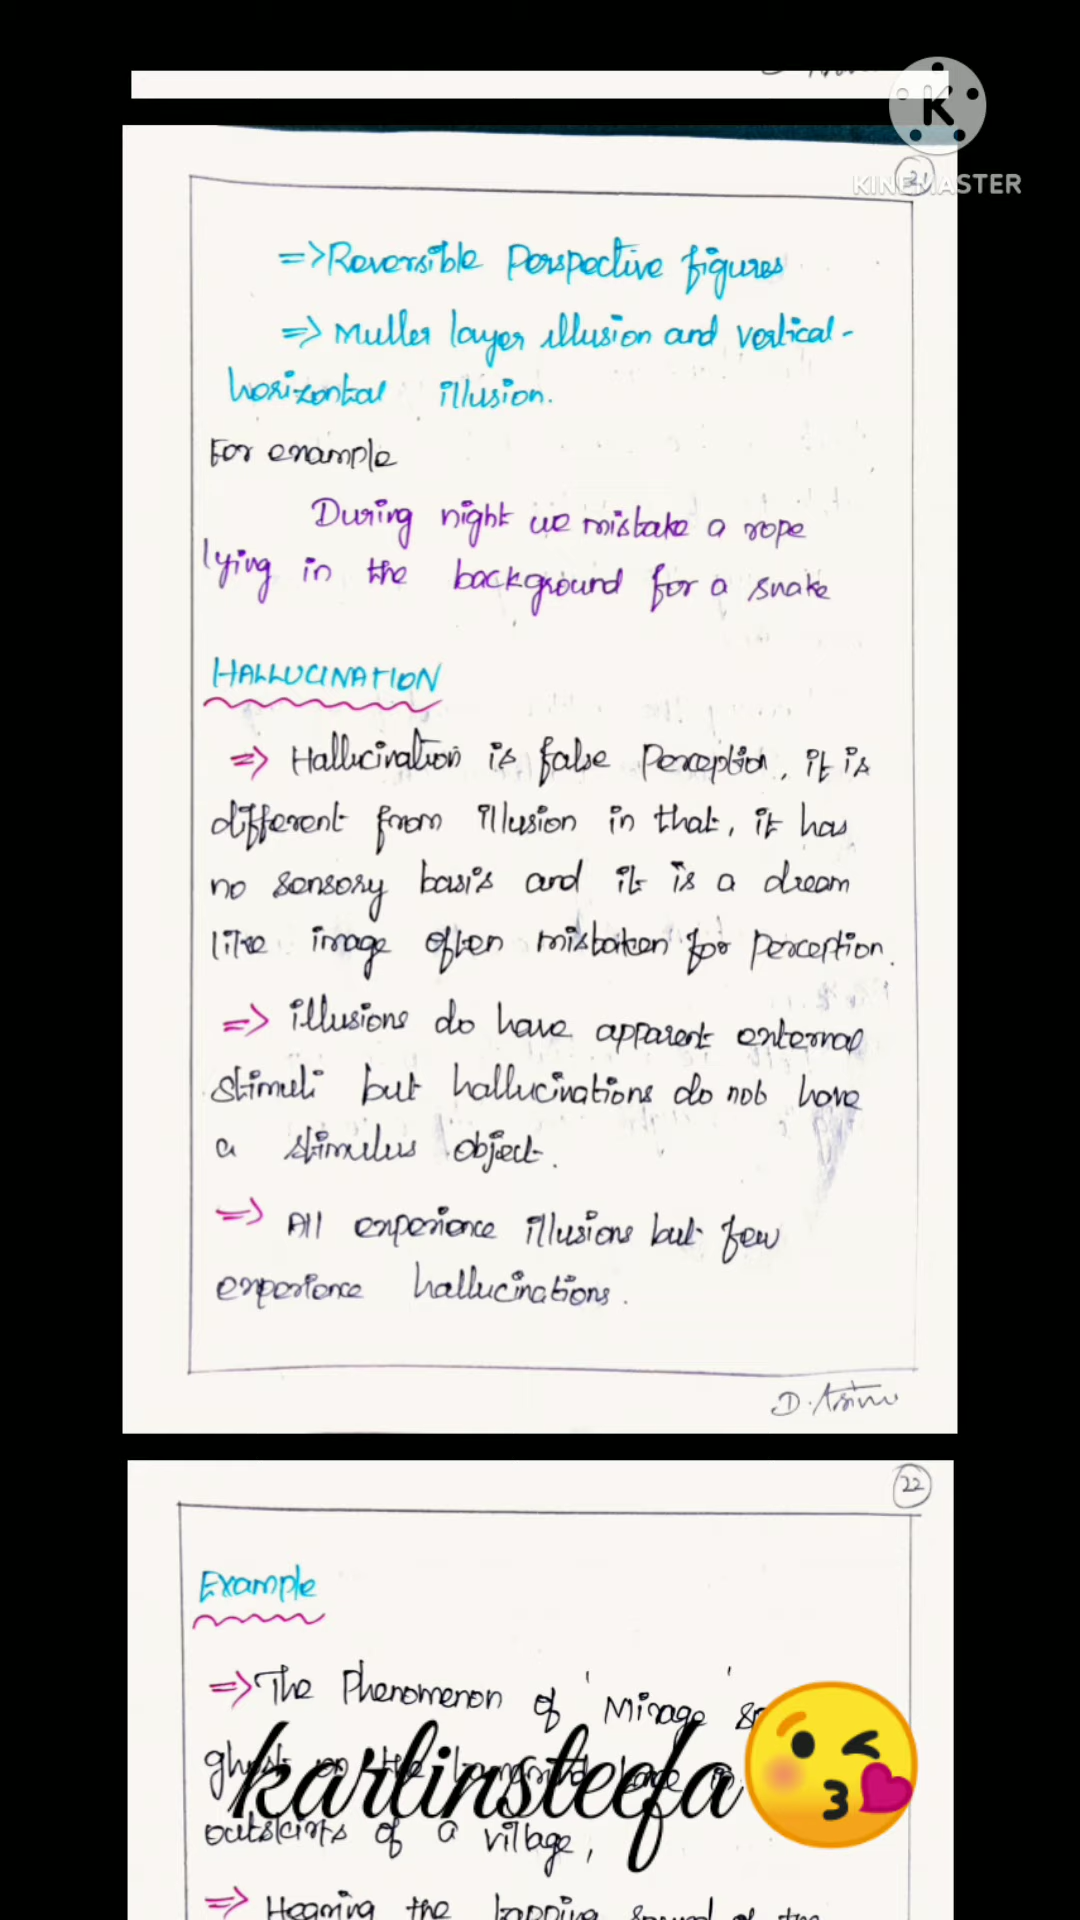 KINEMASTER
21
=> Reversible Perspective figures
=> Muller layer illusion and vertical-
horizontal illusion.
For example
During night we mistake a rope
lying in the background for a snake
HALLUCINATION
=> Hallucination is false Perception, it is
different from illusion in that, it has
no sensory basis and it is a dream
like image often mistaken for perception.
=> illusions do have apparent external
stimuli but hallucinations do not have
a stimulus object.
=> All experience illusions but few
experience hallucinations.
22
Example
=> The Phenomenon of 'Mirage'
outskirts of a village,
=> Hearing the
karlinsteefa